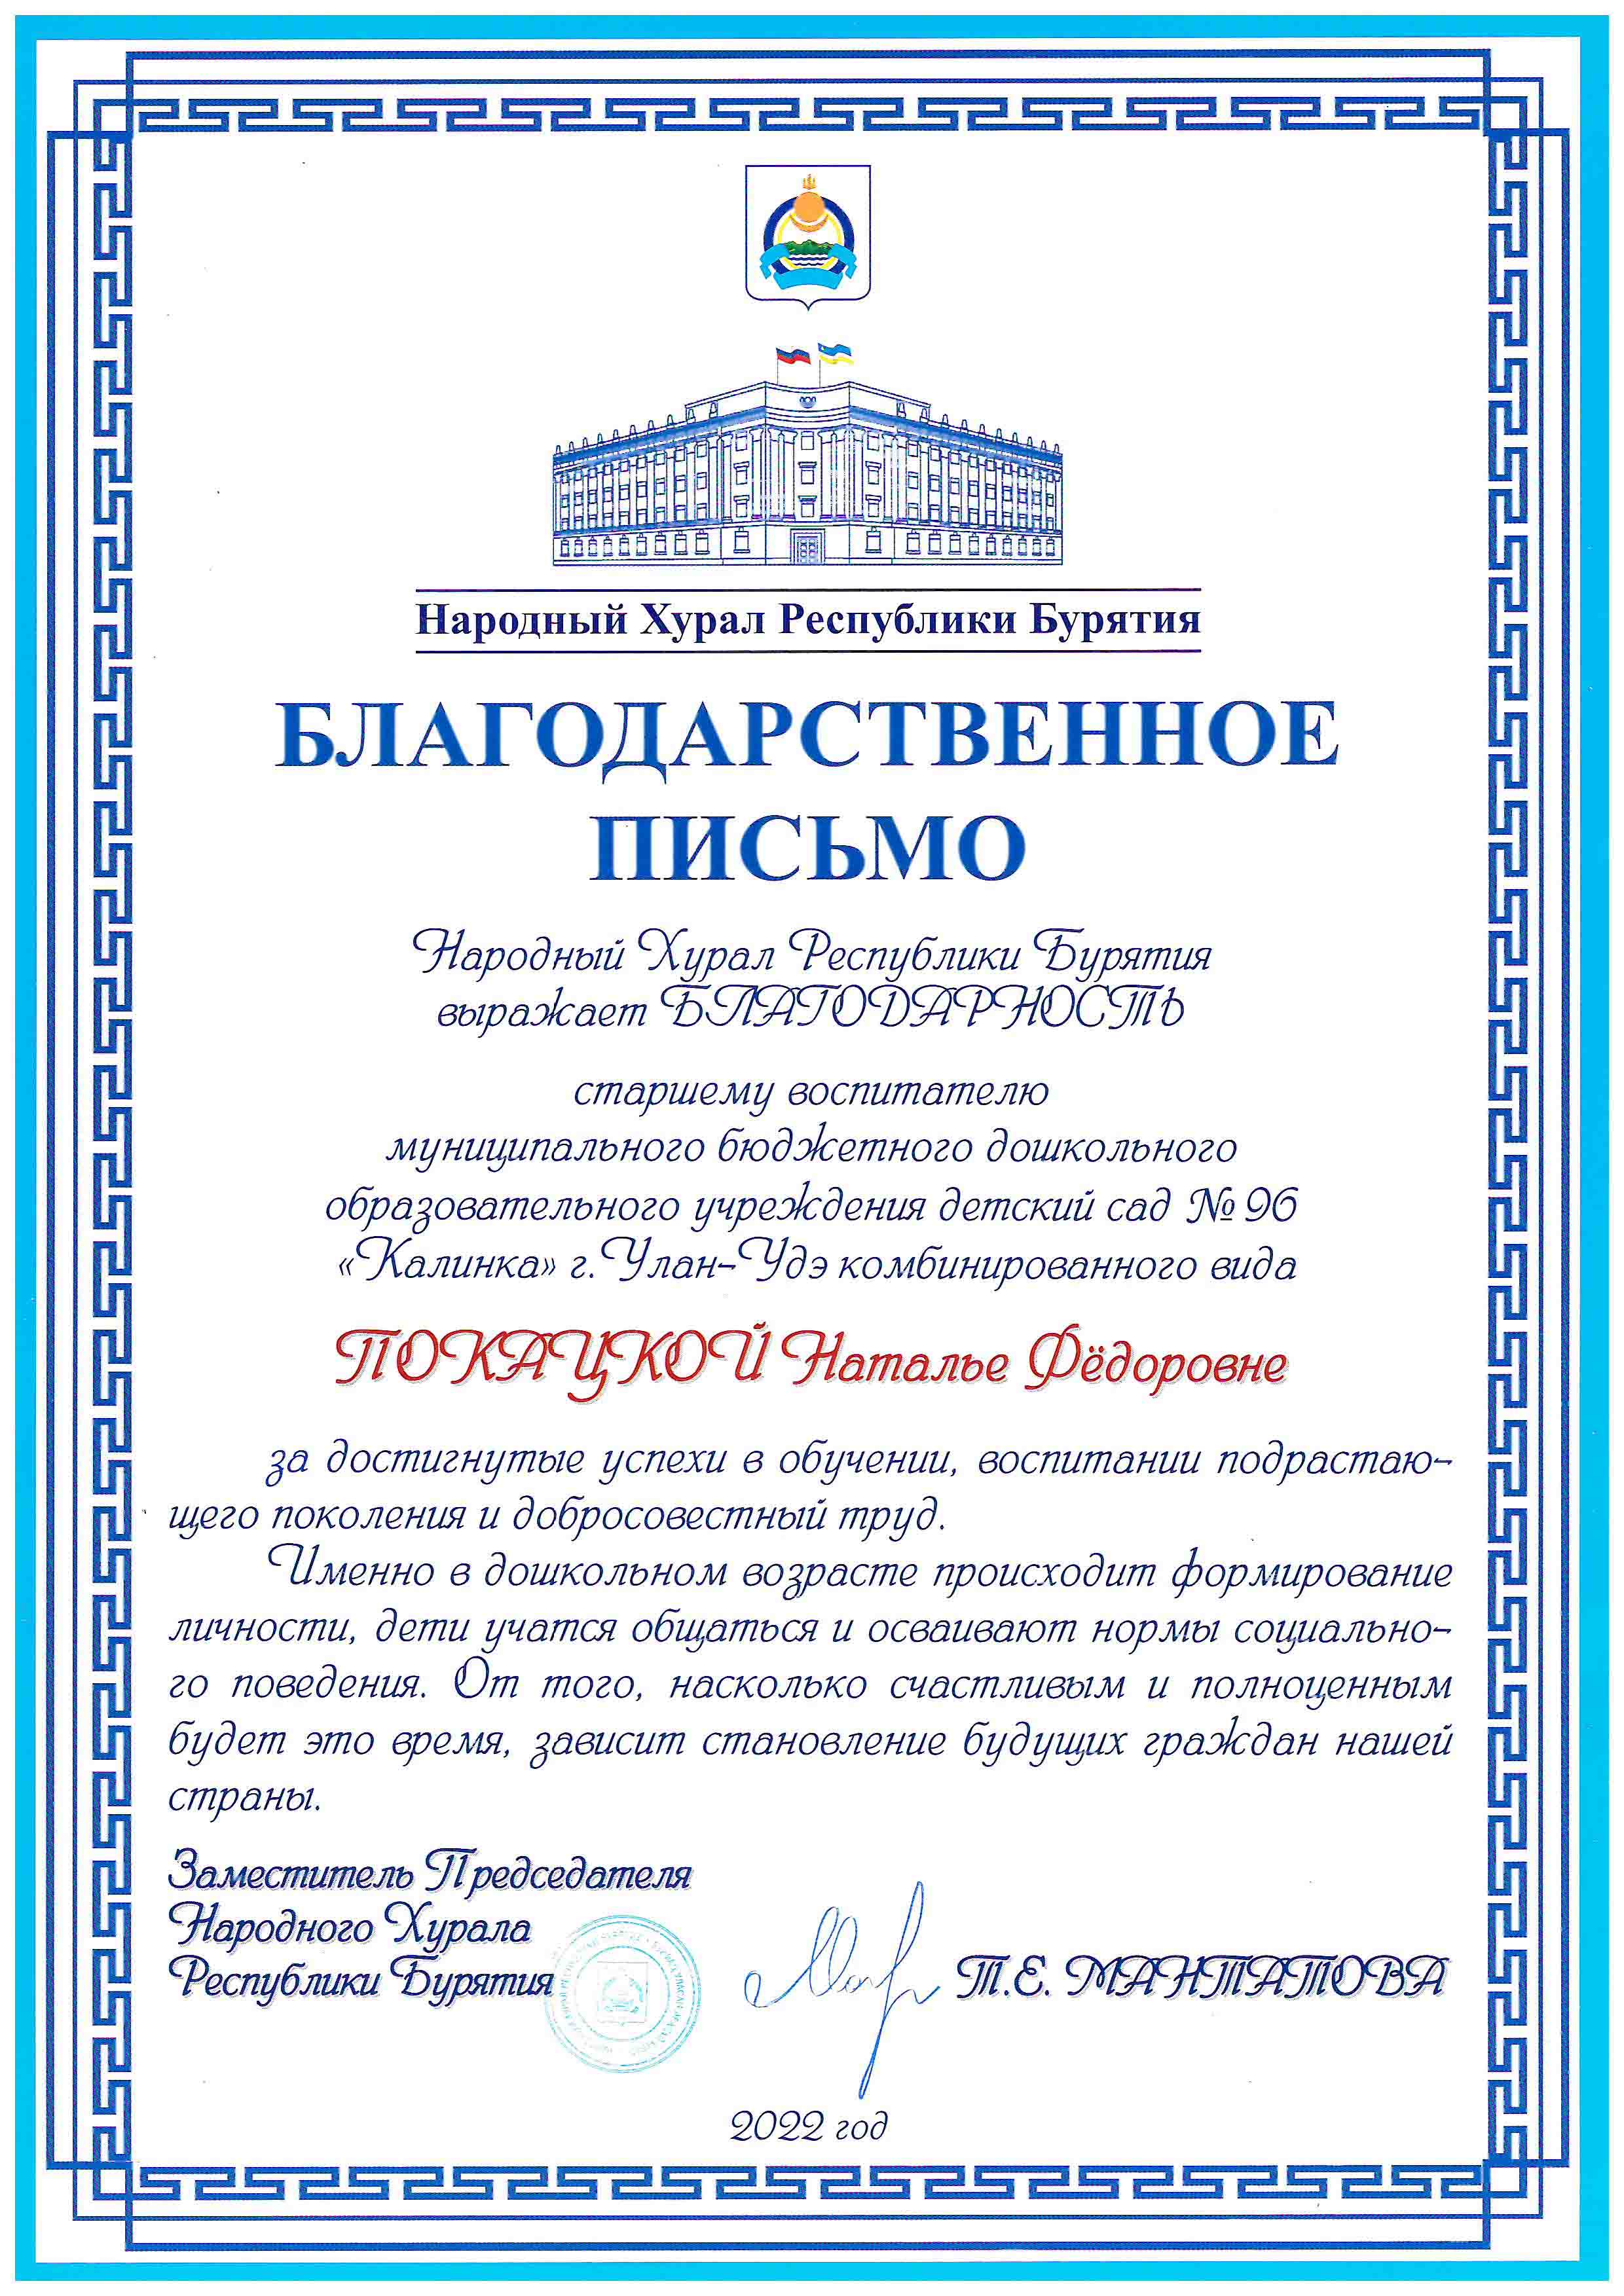 Народный Хурал Республики Бурятия
БЛАГОДАРСТВЕННОЕ
ПИСЬМО
Народный Хурал Республики Бурятия
выражает БЛАГОДАРНОСТЬ
старшему воспитателю
муниципального бюджетного дошкольного
образовательного учреждения детский сад № 96
«Калинка» г. Улан-Удэ комбинированного вида
ПОКАЦКОЙ Наталье Фёдоровне
за достигнутые успехи в обучении, воспитании подрастаю-
щего поколения и добросовестный труд.
Именно в дошкольном возрасте происходит формирование
личности, дети учатся общаться и осваивают нормы социально-
го поведения. От того, насколько счастливым и полноценным
будет это время, зависит становление будущих граждан нашей
страны.
Заместитель Председателя
Народного Хурала
Республики Бурятия
Т.Е. МАНТАТОВА
2022 год